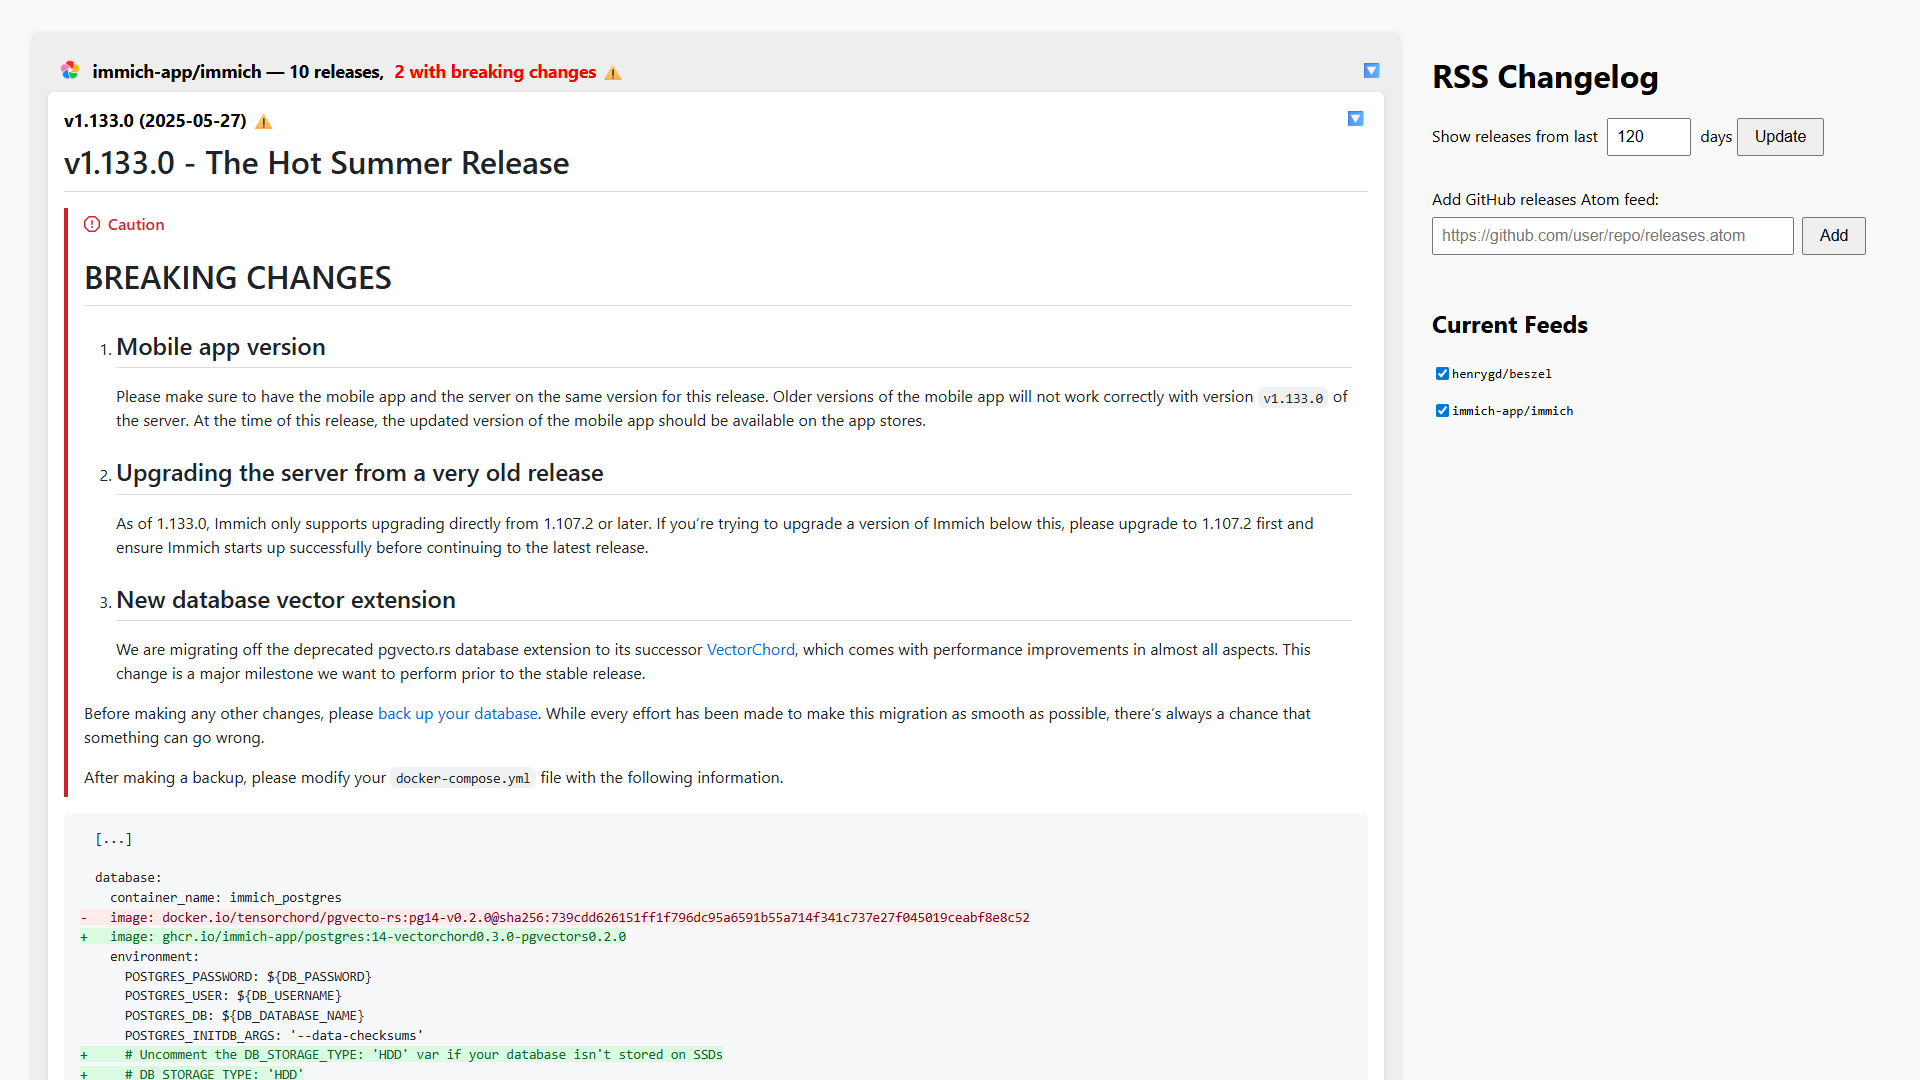 immich-app/immich — 10 releases, 2 with breaking changes
v1.133.0 (2025-05-27)
v1.133.0 - The Hot Summer Release
Caution
BREAKING CHANGES
1. Mobile app version
Please make sure to have the mobile app and the server on the same version for this release. Older versions of the mobile app will not work correctly with version v1.133.0 of
the server. At the time of this release, the updated version of the mobile app should be available on the app stores.
2. Upgrading the server from a very old release
As of 1.133.0, Immich only supports upgrading directly from 1.107.2 or later. If you're trying to upgrade a version of Immich below this, please upgrade to 1.107.2 first and
ensure Immich starts up successfully before continuing to the latest release.
3. New database vector extension
We are migrating off the deprecated pgvecto.rs database extension to its successor VectorChord, which comes with performance improvements in almost all aspects. This
change is a major milestone we want to perform prior to the stable release.
Before making any other changes, please back up your database. While every effort has been made to make this migration as smooth as possible, there's always a chance that
something can go wrong.
After making a backup, please modify your docker-compose.yml file with the following information.
[...]
database:
container_name: immich_postgres
- image: docker.io/tensorchord/pgvecto-rs:pg14-v0.2.0@sha256:739cdd626151ff1f796dc95a6591b55a714f341c737e27f045019ceabf8e8c52
+ image: ghcr.io/immich-app/postgres:14-vectorchord0.3.0-pgvectors0.2.0
environment:
POSTGRES_PASSWORD: ${DB_PASSWORD}
POSTGRES_USER: ${DB_USERNAME}
POSTGRES_DB: ${DB_DATABASE_NAME}
POSTGRES_INITDB_ARGS: '--data-checksums'
+ # Uncomment the DB_STORAGE_TYPE: 'HDD' var if your database isn't stored on SSDs
+ # DB_STORAGE_TYPE: 'HDD'
RSS Changelog
Show releases from last 120 days Update
Add GitHub releases Atom feed:
https://github.com/user/repo/releases.atom Add
Current Feeds
henrygd/beszel
immich-app/immich